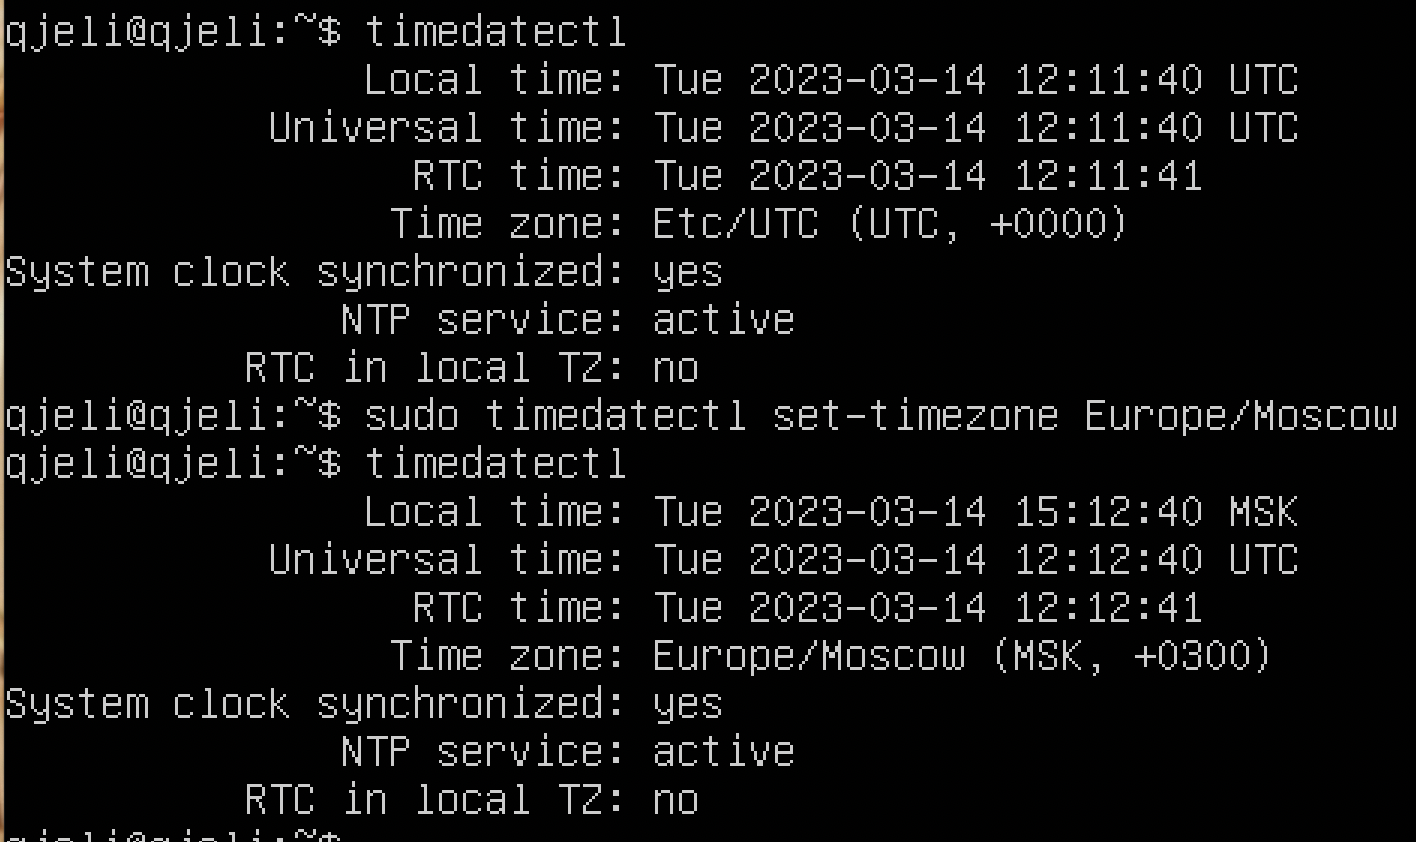 qjeli@qjeli:~$ timedatectl
Local time: Tue 2023-03-14 12:11:40 UTC
Universal time: Tue 2023-03-14 12:11:40 UTC
RTC time: Tue 2023-03-14 12:11:41
Time zone: Etc/UTC (UTC, +0000)
System clock synchronized: yes
NTP service: active
RTC in local TZ: no
qjeli@qjeli:~$ sudo timedatectl set-timezone Europe/Moscow
qjeli@qjeli:~$ timedatectl
Local time: Tue 2023-03-14 15:12:40 MSK
Universal time: Tue 2023-03-14 12:12:40 UTC
RTC time: Tue 2023-03-14 12:12:41
Time zone: Europe/Moscow (MSK, +0300)
System clock synchronized: yes
NTP service: active
RTC in local TZ: no
qjeli@qjeli:~$